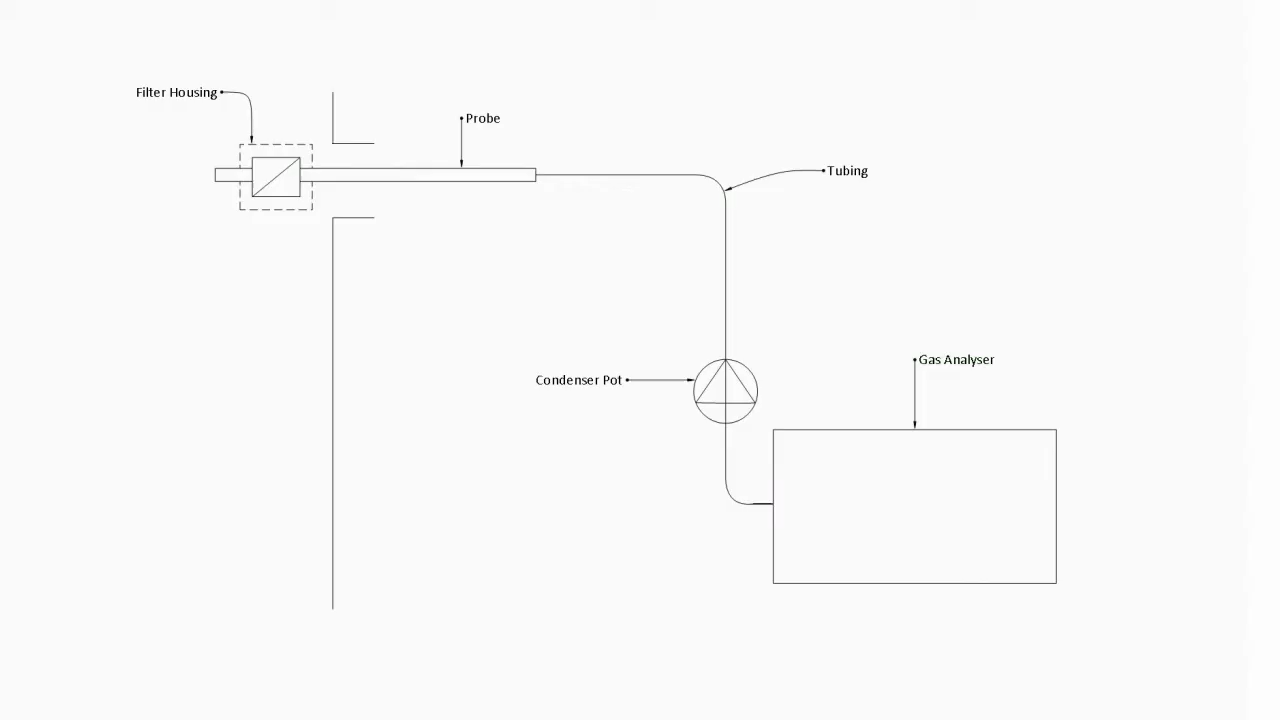 Filter Housing
Probe
Tubing
Gas Analyser
Condenser Pot